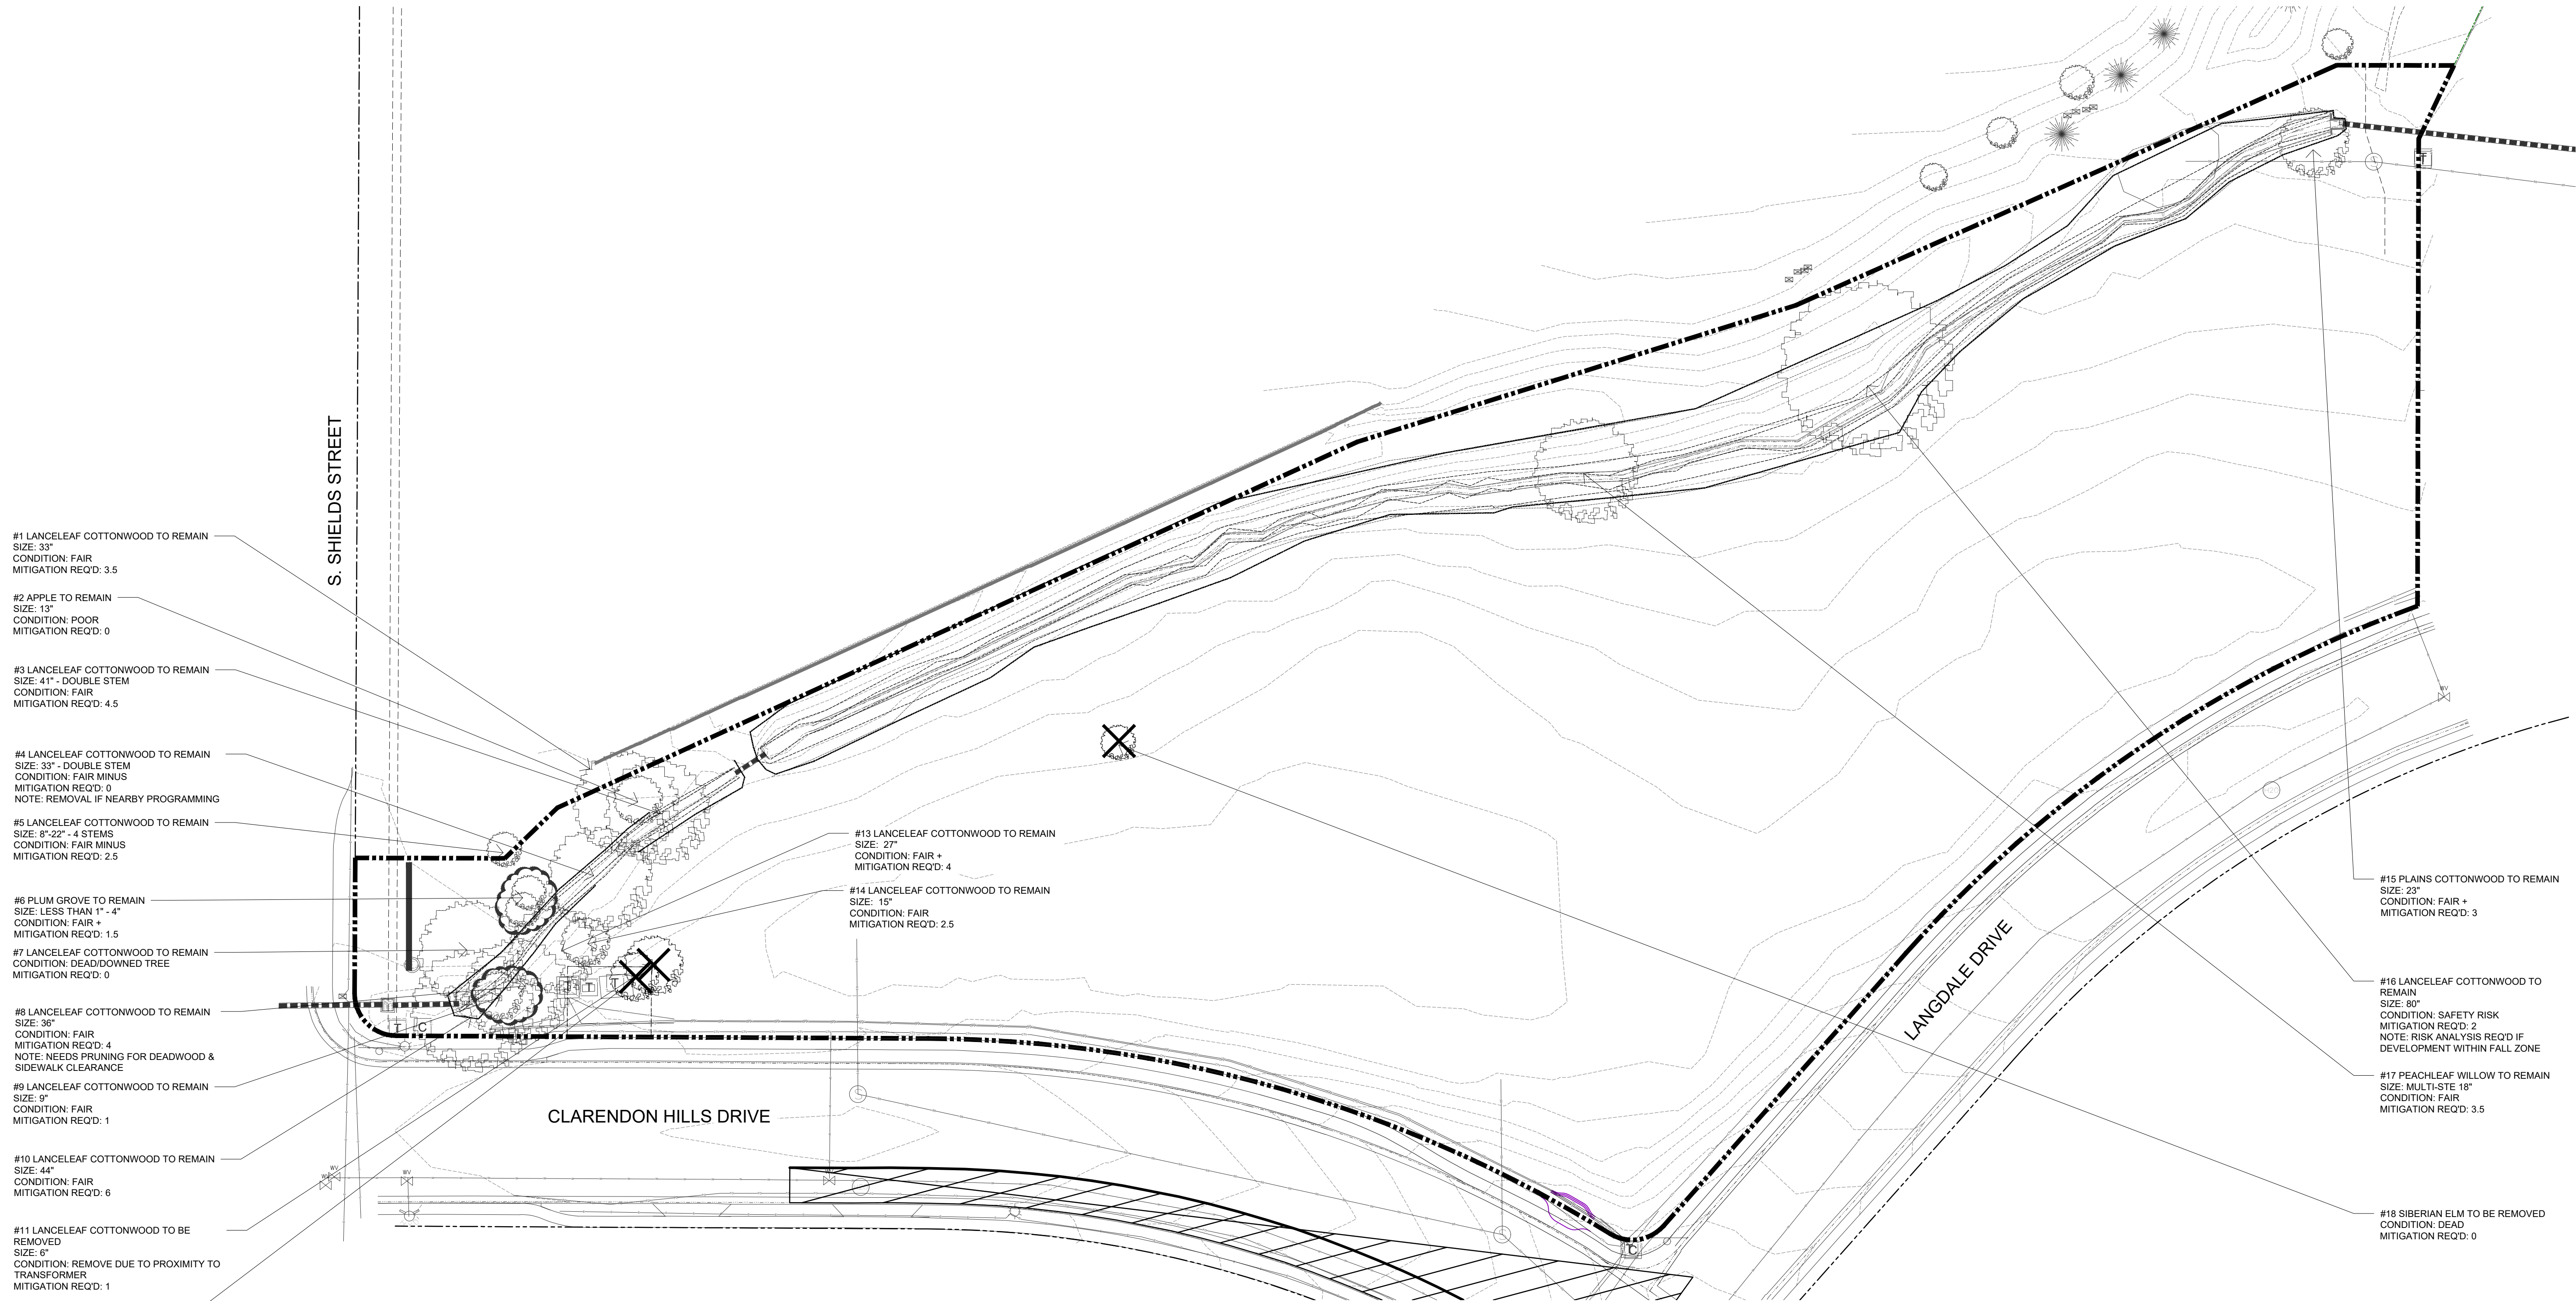 S. SHIELDS STREET
#1 LANCELEAF COTTONWOOD TO REMAIN
SIZE: 33"
CONDITION: FAIR
MITIGATION REQ'D: 3.5
#2 APPLE TO REMAIN
SIZE: 13"
CONDITION: POOR
MITIGATION REQ'D: 0
#3 LANCELEAF COTTONWOOD TO REMAIN
SIZE: 41" - DOUBLE STEM
CONDITION: FAIR
MITIGATION REQ'D: 4.5
#4 LANCELEAF COTTONWOOD TO REMAIN
SIZE: 33" - DOUBLE STEM
CONDITION: FAIR MINUS
MITIGATION REQ'D: 0
NOTE: REMOVAL IF NEARBY PROGRAMMING
#5 LANCELEAF COTTONWOOD TO REMAIN
SIZE: 8"-22" - 4 STEMS
CONDITION: FAIR MINUS
MITIGATION REQ'D: 2.5
#6 PLUM GROVE TO REMAIN
SIZE: LESS THAN 1" - 4"
CONDITION: FAIR +
MITIGATION REQ'D: 1.5
#7 LANCELEAF COTTONWOOD TO REMAIN
CONDITION: DEAD/DOWNED TREE
MITIGATION REQ'D: 0
#8 LANCELEAF COTTONWOOD TO REMAIN
SIZE: 36"
CONDITION: FAIR
MITIGATION REQ'D: 4
NOTE: NEEDS PRUNING FOR DEADWOOD &
SIDEWALK CLEARANCE
#9 LANCELEAF COTTONWOOD TO REMAIN
SIZE: 9"
CONDITION: FAIR
MITIGATION REQ'D: 1
#10 LANCELEAF COTTONWOOD TO REMAIN
SIZE: 44"
CONDITION: FAIR
MITIGATION REQ'D: 6
#11 LANCELEAF COTTONWOOD TO BE
REMOVED
SIZE: 6"
CONDITION: REMOVE DUE TO PROXIMITY TO
TRANSFORMER
MITIGATION REQ'D: 1
#13 LANCELEAF COTTONWOOD TO REMAIN
SIZE: 27"
CONDITION: FAIR +
MITIGATION REQ'D: 4
#14 LANCELEAF COTTONWOOD TO REMAIN
SIZE: 15"
CONDITION: FAIR
MITIGATION REQ'D: 2.5
T
T
T
T
T C
CLARENDON HILLS DRIVE
WV
WV
C
LANGDALE DRIVE
WV
#15 PLAINS COTTONWOOD TO REMAIN
SIZE: 23"
CONDITION: FAIR +
MITIGATION REQ'D: 3
#16 LANCELEAF COTTONWOOD TO
REMAIN
SIZE: 80"
CONDITION: SAFETY RISK
MITIGATION REQ'D: 2
NOTE: RISK ANALYSIS REQ'D IF
DEVELOPMENT WITHIN FALL ZONE
#17 PEACHLEAF WILLOW TO REMAIN
SIZE: MULTI-STE 18"
CONDITION: FAIR
MITIGATION REQ'D: 3.5
#18 SIBERIAN ELM TO BE REMOVED
CONDITION: DEAD
MITIGATION REQ'D: 0